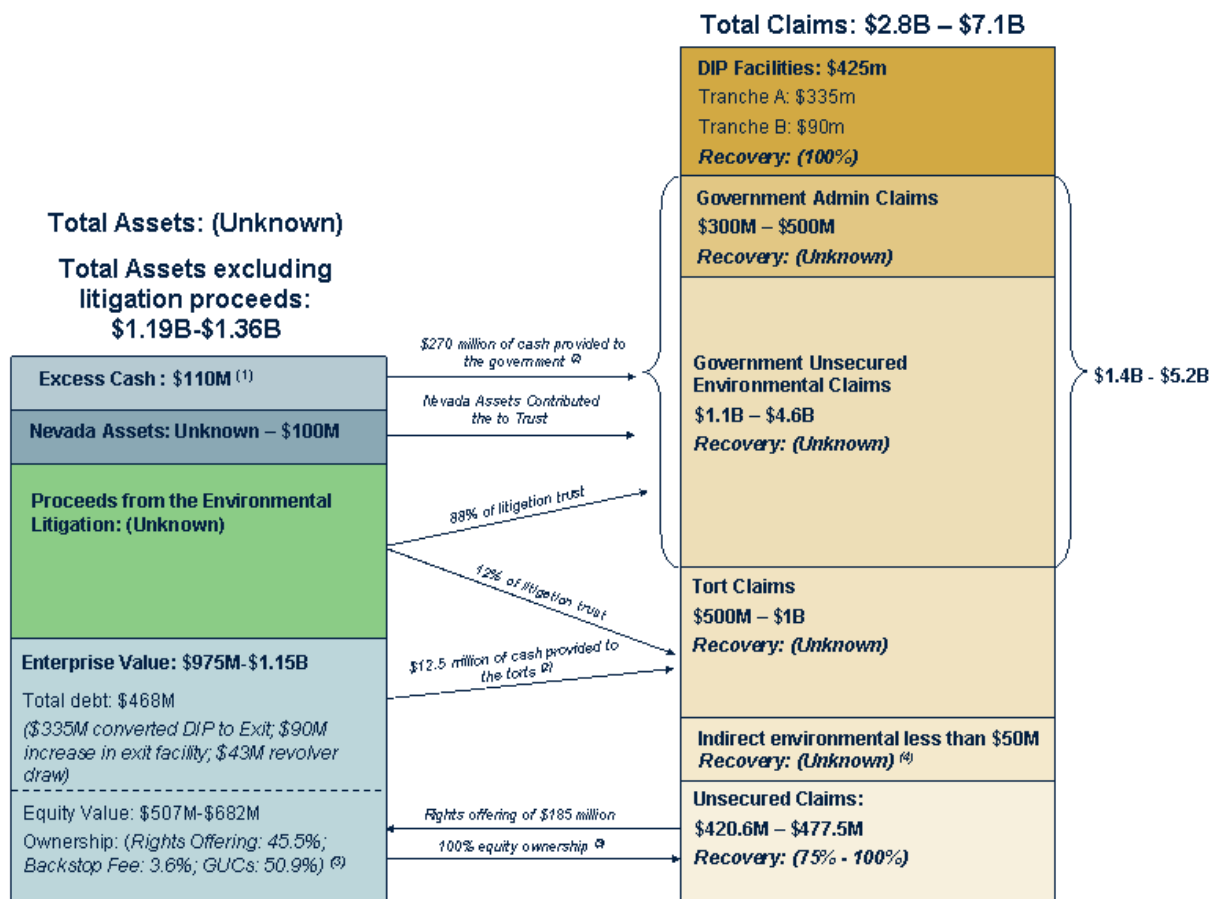 Total Claims: $2.8B – $7.1B
DIP Facilities: $425m
Tranche A: $335m
Tranche B: $90m
Recovery: (100%)
Government Admin Claims
$300M – $500M
Recovery: (Unknown)
Government Unsecured
Environmental Claims
$1.1B – $4.6B
Recovery: (Unknown)
$1.4B - $5.2B
Tort Claims
$500M – $1B
Recovery: (Unknown)
Indirect environmental less than $50M
Recovery: (Unknown) (4)
Unsecured Claims:
$420.6M – $477.5M
Recovery: (75% - 100%)
Total Assets: (Unknown)
Total Assets excluding
litigation proceeds:
$1.19B-$1.36B
Excess Cash : $110M (1)
Nevada Assets: Unknown – $100M
Proceeds from the Environmental
Litigation: (Unknown)
Enterprise Value: $975M-$1.15B
Total debt: $468M
($335M converted DIP to Exit; $90M
increase in exit facility; $43M revolver
draw)
Equity Value: $507M-$682M
Ownership: (Rights Offering: 45.5%;
Backstop Fee: 3.6%; GUCs: 50.9%) (3)
$270 million of cash provided to
the government (2)
Nevada Assets Contributed
the to Trust
88% of litigation trust
12% of litigation trust
$12.5 million of cash provided to
the torts (2)
Rights offering of $185 million
100% equity ownership